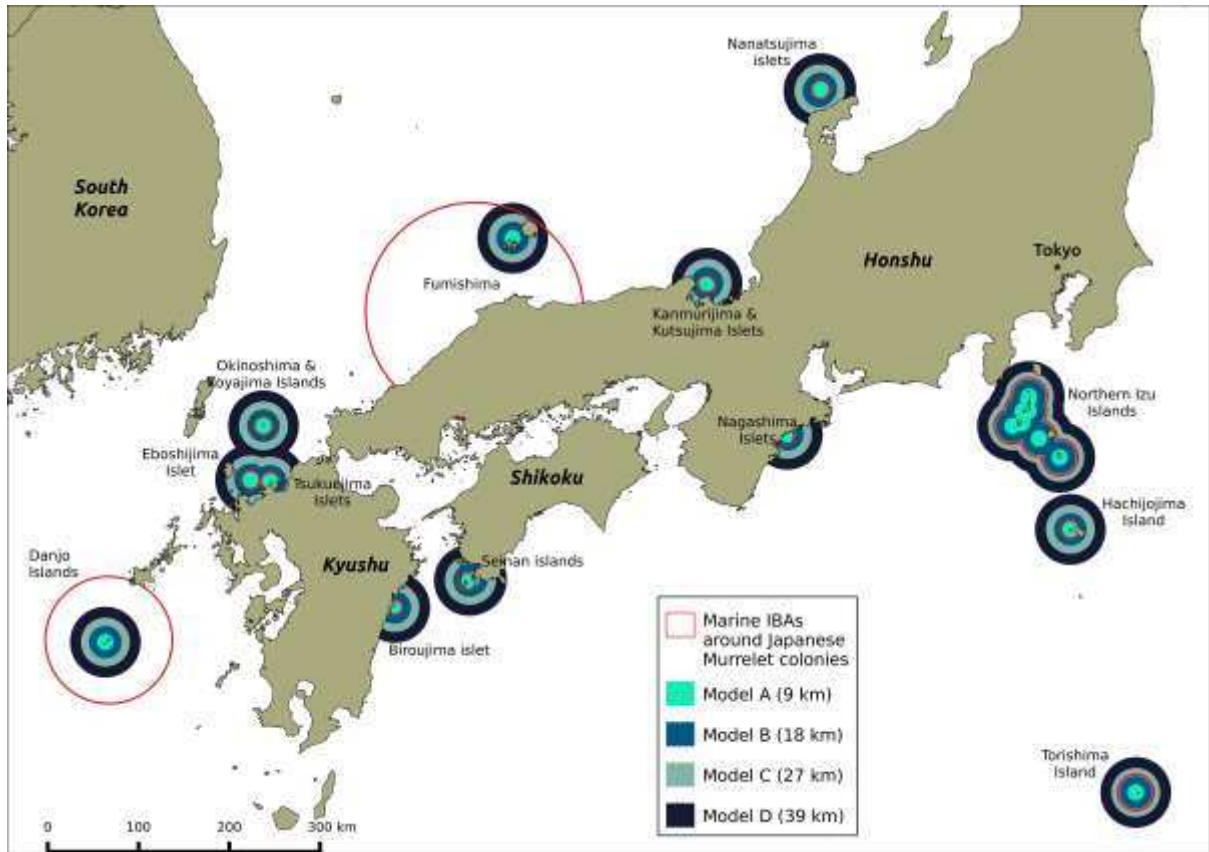 Nanatsujima
islets
South
Korea
Honshu
Tokyo
Fumishima
Kanmurijima &
Kutsujima Islets
Okinoshima &
Koyajima Islands
Northern Izu
Islands
Nagashima
Islets
Eboshijima
Islet
Tsukuejima
Islets
Shikoku
Hachijojima
Island
Danjo
Islands
Kyushu
Seinan islands
Biroujima islet
Marine IBAs
around Japanese
Murrelet colonies
Model A (9 km)
Model B (18 km)
Model C (27 km)
Model D (39 km)
Torishima
Island
0 100 200 300 km